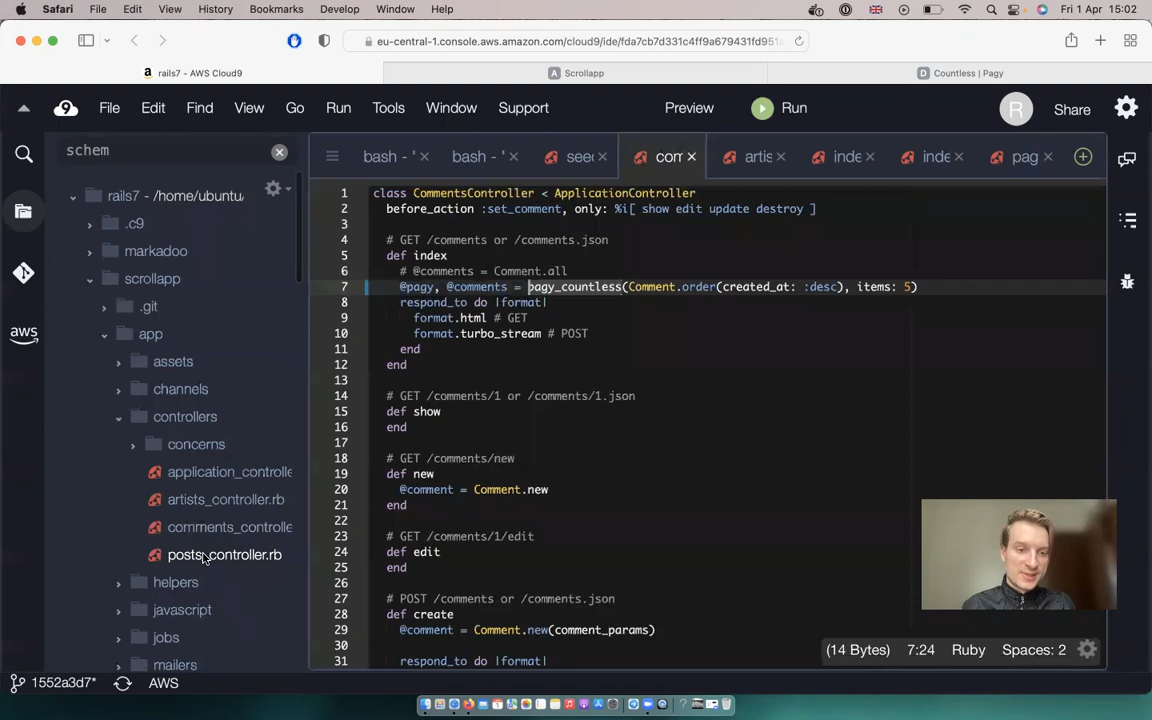 Safari File Edit View History Bookmarks Develop Window Help Fri 1 Apr 15:02
eu-central-1.console.aws.amazon.com/cloud9/ide/fda7cb7d331c4ff9a679431fd951
a rails7 - AWS Cloud9 D Scrollapp D Countless | Pagy
9 File Edit Find View Go Run Tools Window Support Preview Run R Share
schem
bash - ' bash - ' seec com artis inde inde pag
rails7 - /home/ubuntu/
.c9
markadoo
scrollapp
.git
app
assets
channels
controllers
concerns
application_controlle
artists_controller.rb
comments_controlle
posts_controller.rb
helpers
javascript
jobs
mailers
aws
1 class CommentsController < ApplicationController
2 before_action :set_comment, only: %i[ show edit update destroy ]
3
4 # GET /comments or /comments.json
5 def index
6 # @comments = Comment.all
7 @pagy, @comments = pagy_countless(Comment.order(created_at: :desc), items: 5)
8 respond_to do |format|
9 format.html # GET
10 format.turbo_stream # POST
11 end
12 end
13
14 # GET /comments/1 or /comments/1.json
15 def show
16 end
17
18 # GET /comments/new
19 def new
20 @comment = Comment.new
21 end
22
23 # GET /comments/1/edit
24 def edit
25 end
26
27 # POST /comments or /comments.json
28 def create
29 @comment = Comment.new(comment_params)
30
31 respond_to do |format|
(14 Bytes) 7:24 Ruby Spaces: 2
1552a3d7* AWS